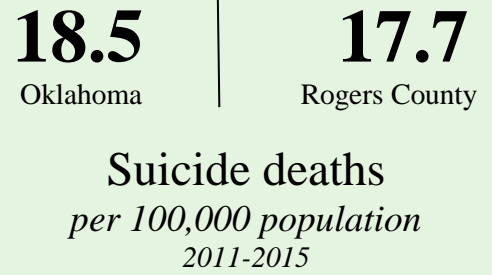 18.5 17.7
Oklahoma Rogers County
Suicide deaths
per 100,000 population
2011-2015